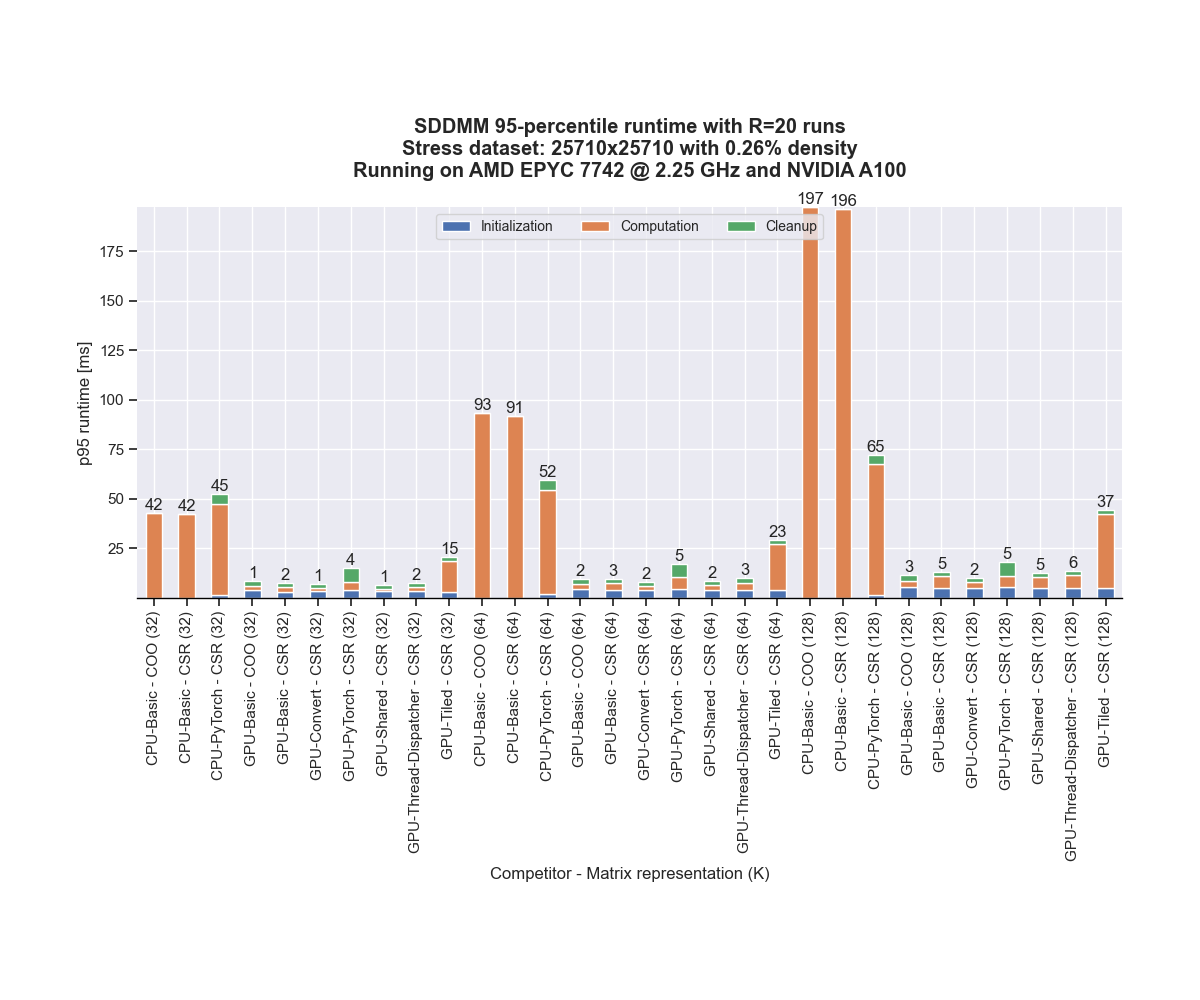 SDDMM 95-percentile runtime with R=20 runs
Stress dataset: 25710x25710 with 0.26% density
Running on AMD EPYC 7742 @ 2.25 GHz and NVIDIA A100
Initialization Computation Cleanup
p95 runtime [ms]
175
150
125
100
75
50
25
42 42 45 1 2 1 4 1 2 15 93 91 52 2 3 2 5 2 3 23 197 196 65 3 5 2 5 5 6 37
CPU-Basic - COO (32)
CPU-Basic - CSR (32)
CPU-PyTorch - CSR (32)
GPU-Basic - COO (32)
GPU-Basic - CSR (32)
GPU-Convert - CSR (32)
GPU-PyTorch - CSR (32)
GPU-Shared - CSR (32)
GPU-Thread-Dispatcher - CSR (32)
GPU-Tiled - CSR (32)
CPU-Basic - COO (64)
CPU-Basic - CSR (64)
CPU-PyTorch - CSR (64)
GPU-Basic - COO (64)
GPU-Basic - CSR (64)
GPU-Convert - CSR (64)
GPU-PyTorch - CSR (64)
GPU-Shared - CSR (64)
GPU-Thread-Dispatcher - CSR (64)
GPU-Tiled - CSR (64)
CPU-Basic - COO (128)
CPU-Basic - CSR (128)
CPU-PyTorch - CSR (128)
GPU-Basic - COO (128)
GPU-Basic - CSR (128)
GPU-Convert - CSR (128)
GPU-PyTorch - CSR (128)
GPU-Shared - CSR (128)
GPU-Thread-Dispatcher - CSR (128)
GPU-Tiled - CSR (128)
Competitor - Matrix representation (K)